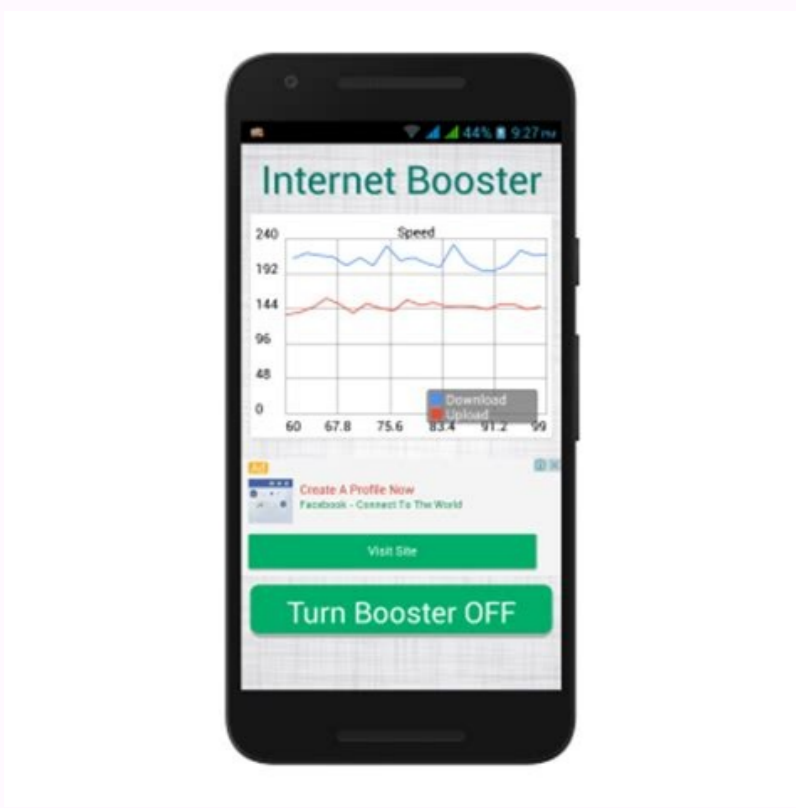 44% 9:27 PM
Internet Booster
Speed
240
192
144
96
48
0
Download
Upload
60 67.8 75.6 83.4 91.2 99
Ad
Create A Profile Now
Facebook - Connect To The World
Visit Site
Turn Booster OFF